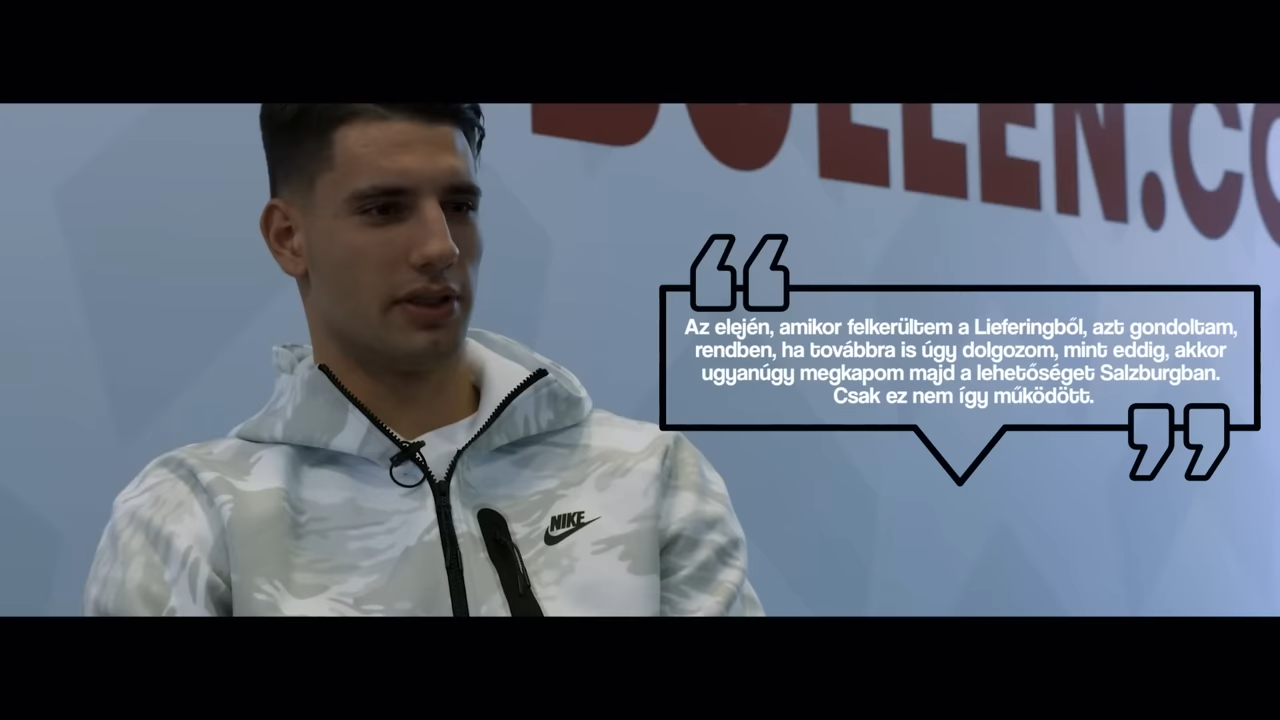 BULLEN.CO
Az elején, amikor felkerültem a Lieferingből, azt gondoltam,
rendben, ha továbbra is úgy dolgozom, mint eddig, akkor
ugyanúgy megkapom majd a lehetőséget Salzburgban.
Csak ez nem így működött.
NIKE